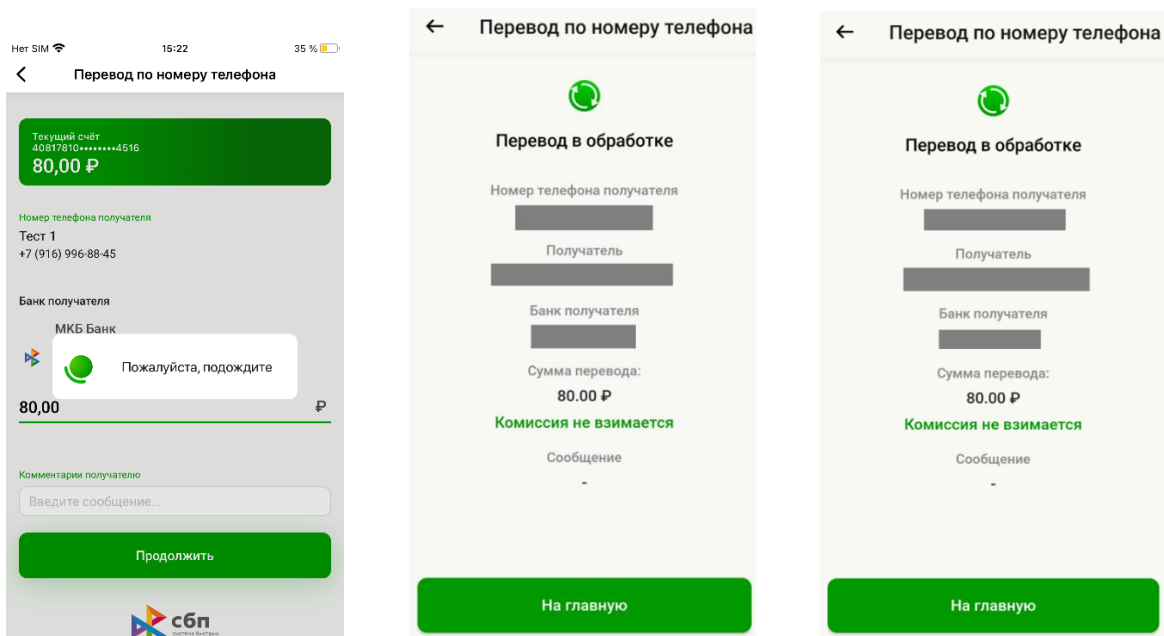 Нет SIM 15:22 35 %
Перевод по номеру телефона
Текущий счёт
40817810••••••••4516
80,00 ₽
Номер телефона получателя
Тест 1
+7 (916) 996-88-45
Банк получателя
МКБ Банк
Пожалуйста, подождите
80,00 ₽
Комментарии получателю
Введите сообщение...
Продолжить
сбп
система быстрых
Перевод по номеру телефона
Перевод в обработке
Номер телефона получателя
Получатель
Банк получателя
Сумма перевода:
80.00 ₽
Комиссия не взимается
Сообщение
-
На главную
Перевод по номеру телефона
Перевод в обработке
Номер телефона получателя
Получатель
Банк получателя
Сумма перевода:
80.00 ₽
Комиссия не взимается
Сообщение
-
На главную